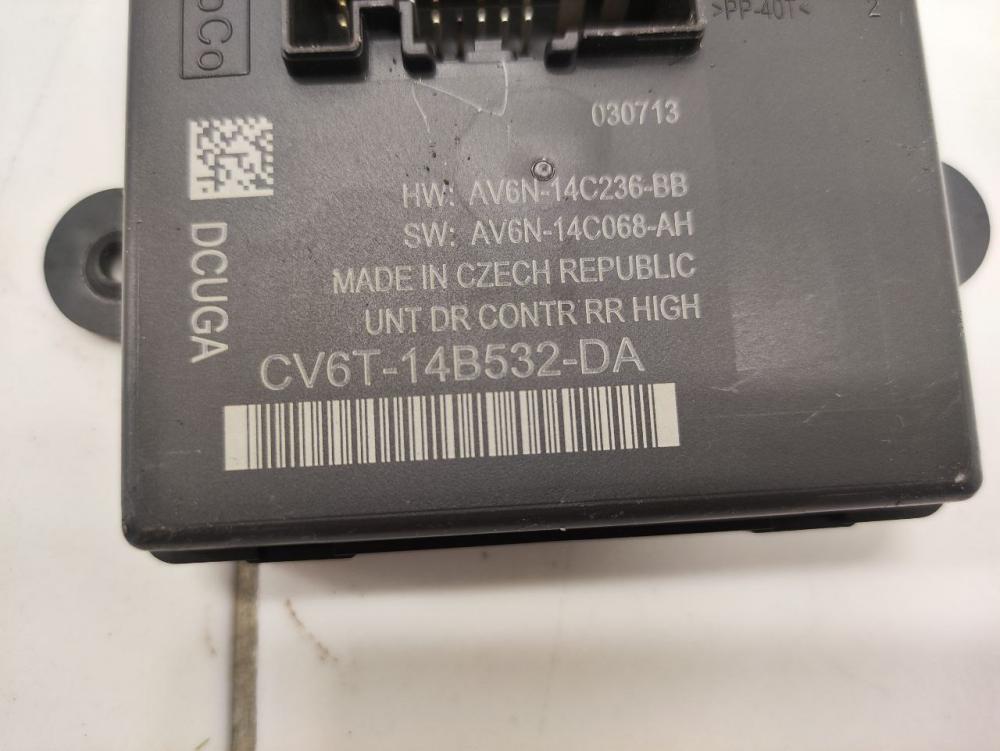 >PP-40T<
2
030713
HW: AV6N-14C236-BB
SW: AV6N-14C068-AH
MADE IN CZECH REPUBLIC
UNT DR CONTR RR HIGH
CV6T-14B532-DA
DCUGA